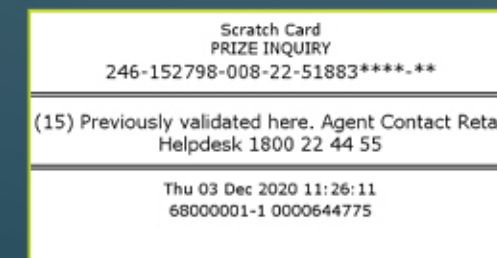 Scratch Card
PRIZE INQUIRY
246-152798-008-22-51883****-**
(15) Previously validated here. Agent Contact Reta
Helpdesk 1800 22 44 55
Thu 03 Dec 2020 11:26:11
68000001-1 0000644775